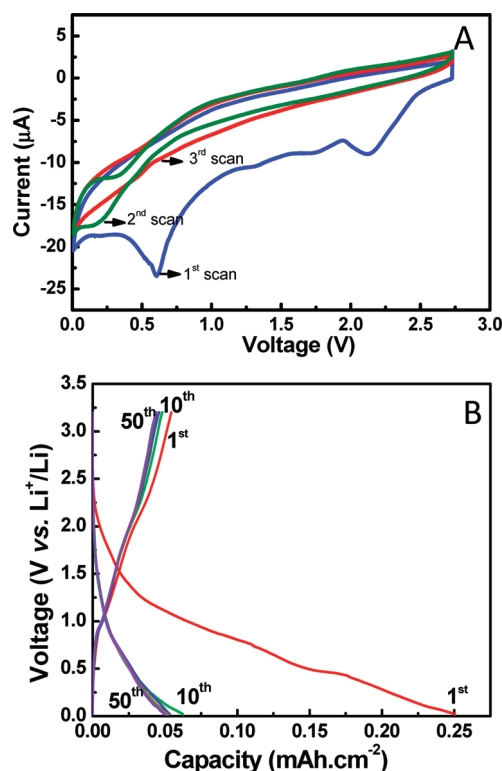 A
5
0
-5
-10
-15
-20
-25
Current (μA)
3rd scan
2nd scan
1st scan
0.0 0.5 1.0 1.5 2.0 2.5 3.0
Voltage (V)
B
3.5
3.0
2.5
2.0
1.5
1.0
0.5
0.0
Voltage (V vs. Li+/Li)
50th 10th
1st
50th 10th 1st
0.00 0.05 0.10 0.15 0.20 0.25
Capacity (mAh.cm-2)